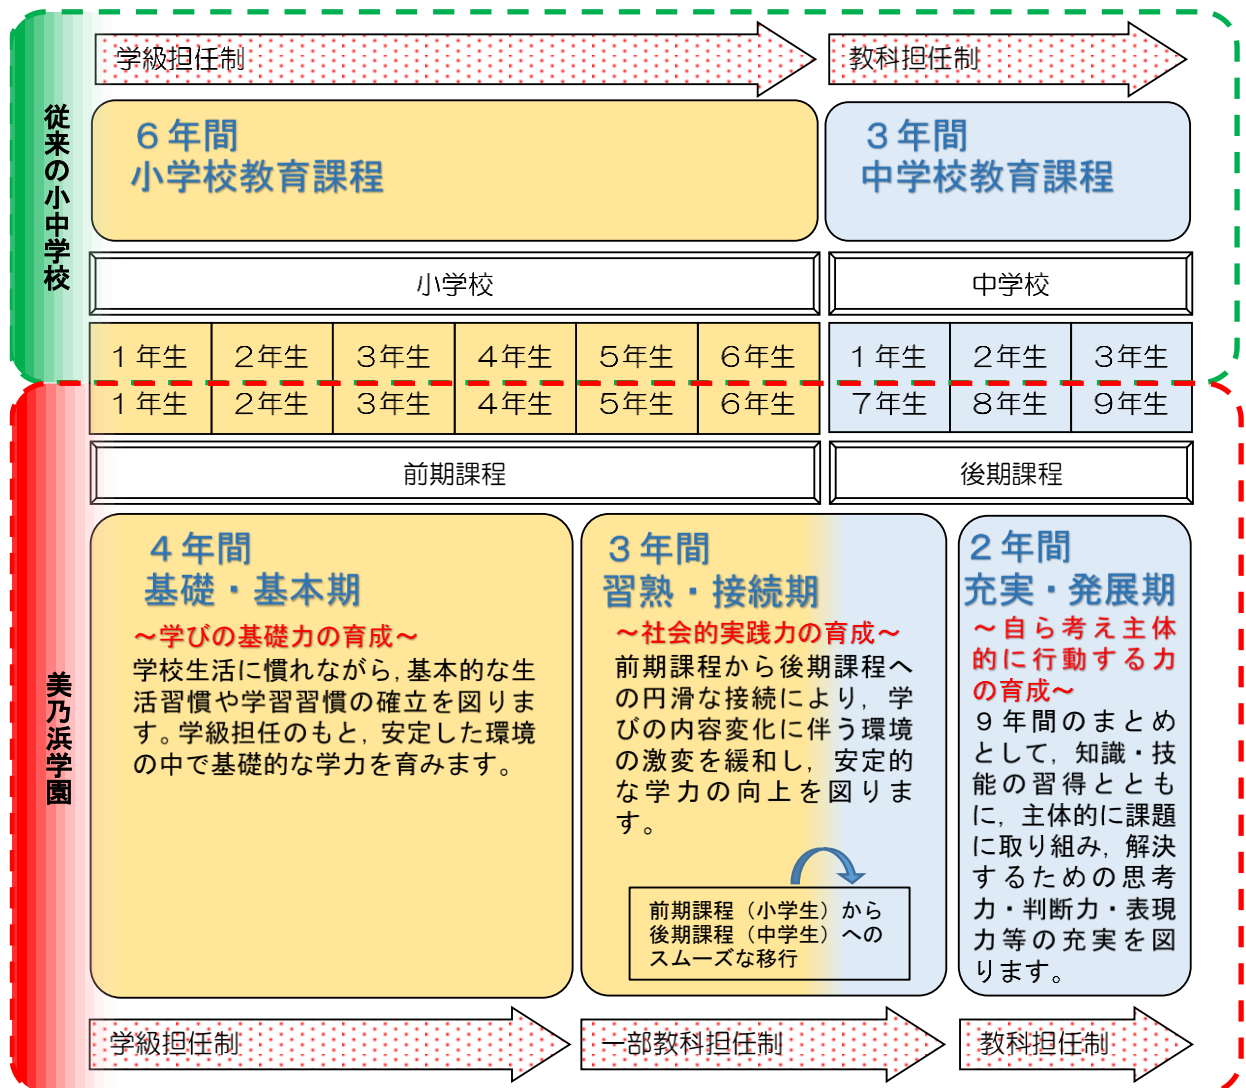 従来の小中学校
学級担任制
教科担任制
６年間
小学校教育課程
３年間
中学校教育課程
小学校
中学校
１年生 ２年生 ３年生 ４年生 ５年生 ６年生 １年生 ２年生 ３年生
美乃浜学園
１年生 ２年生 ３年生 ４年生 ５年生 ６年生 ７年生 ８年生 ９年生
前期課程
後期課程
４年間
基礎・基本期
～学びの基礎力の育成～
学校生活に慣れながら，基本的な生
活習慣や学習習慣の確立を図りま
す。学級担任のもと，安定した環境
の中で基礎的な学力を育みます。
３年間
習熟・接続期
～社会的実践力の育成～
前期課程から後期課程へ
の円滑な接続により，学
びの内容変化に伴う環境
の激変を緩和し，安定的
な学力の向上を図りま
す。
前期課程（小学生）から
後期課程（中学生）への
スムーズな移行
２年間
充実・発展期
～自ら考え主体
的に行動する力
の育成～
９年間のまとめ
として，知識・技
能の習得ととも
に，主体的に課題
に取り組み，解決
するための思考
力・判断力・表現
力等の充実を図
ります。
学級担任制
一部教科担任制
教科担任制